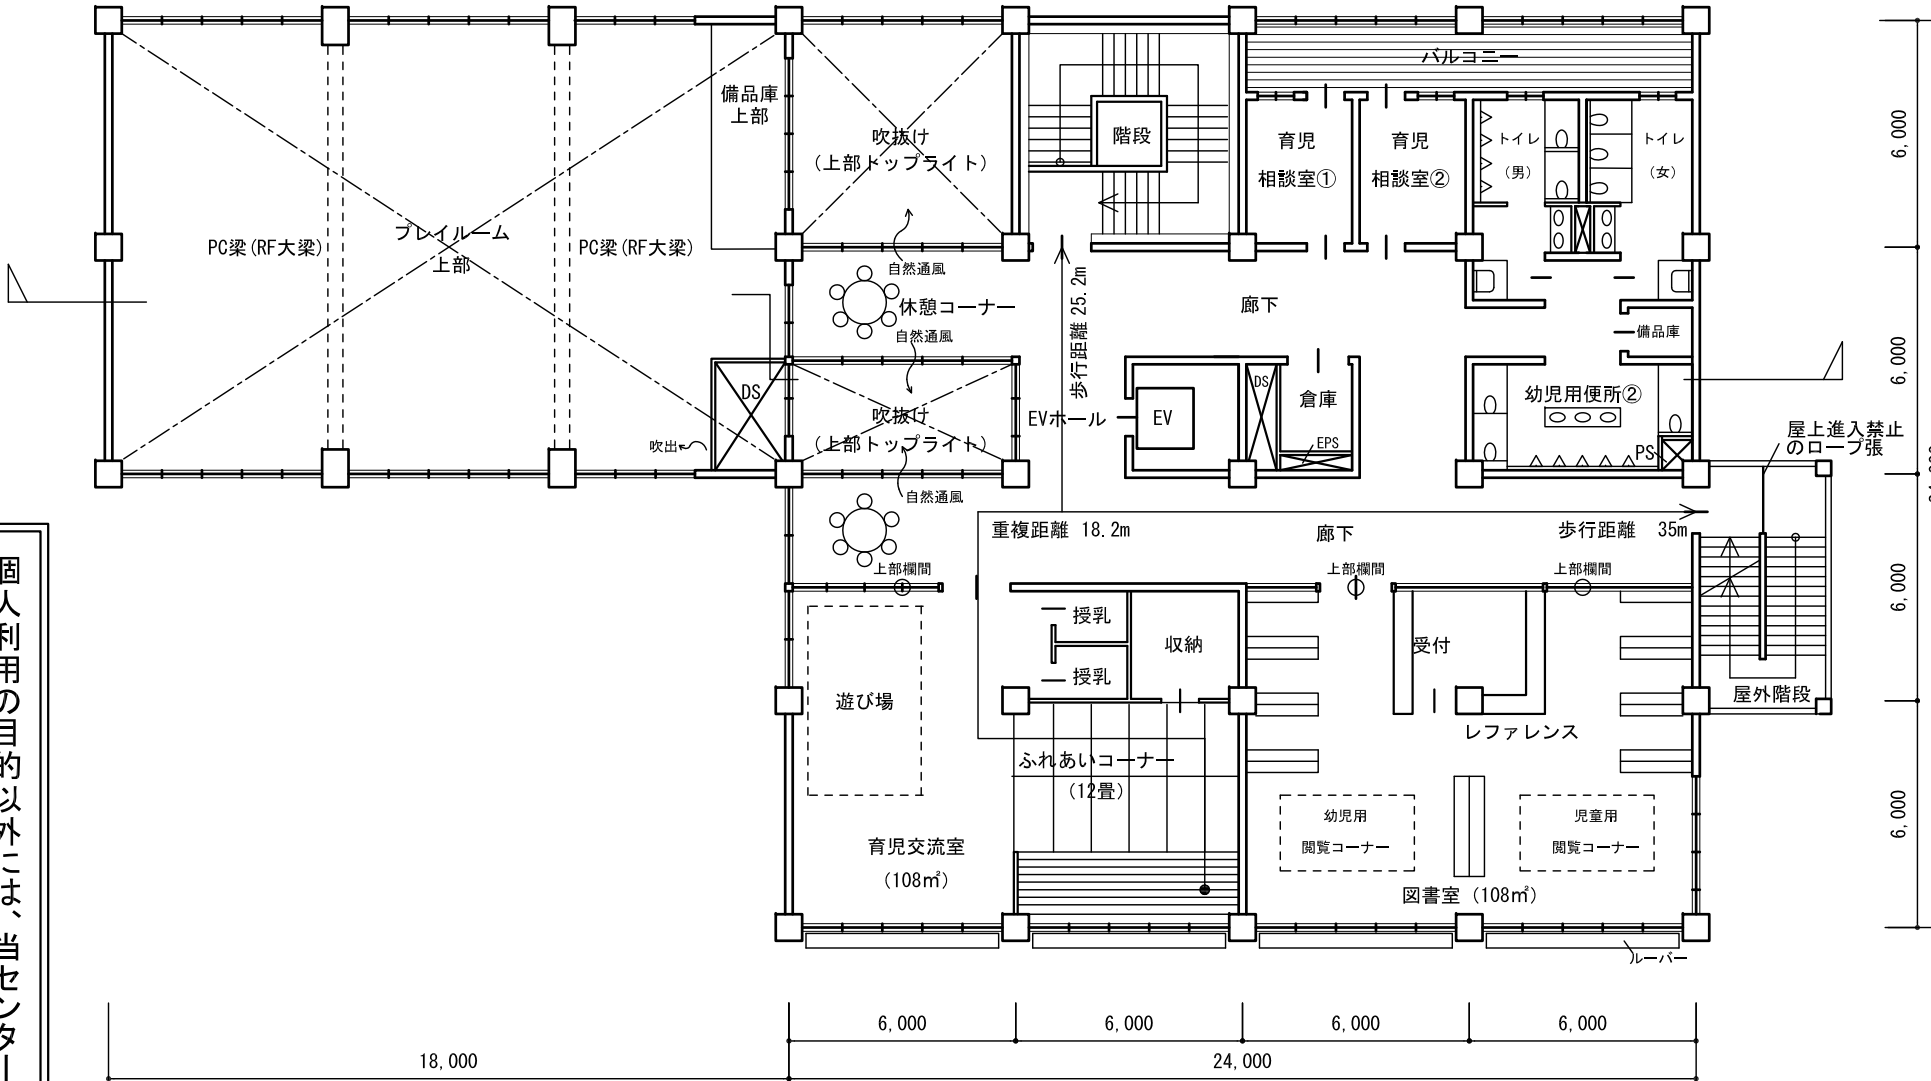 バルコニー
備品庫
上部
吹抜け
(上部トップライト)
階段
育児
相談室①
育児
相談室②
トイレ
(男)
トイレ
(女)
6,000
PC梁(RF大梁)
プレイルーム
上部
PC梁(RF大梁)
自然通風
休憩コーナー
歩行距離 25.2m
廊下
自然通風
備品庫
6,000
DS
吹抜け
(上部トップライト)
EVホール
EV
DS
倉庫
EPS
幼児用便所②
PS
屋上進入禁止
のロープ張
吹出
自然通風
重複距離 18.2m
廊下
歩行距離 35m
上部欄間
上部欄間
上部欄間
授乳
授乳
収納
受付
6,000
遊び場
屋外階段
レファレンス
ふれあいコーナー
(12畳)
幼児用
閲覧コーナー
児童用
閲覧コーナー
6,000
育児交流室
(108㎡)
図書室 (108㎡)
ルーバー
個人利用の目的以外には、当センター
6,000
6,000
6,000
6,000
18,000
24,000